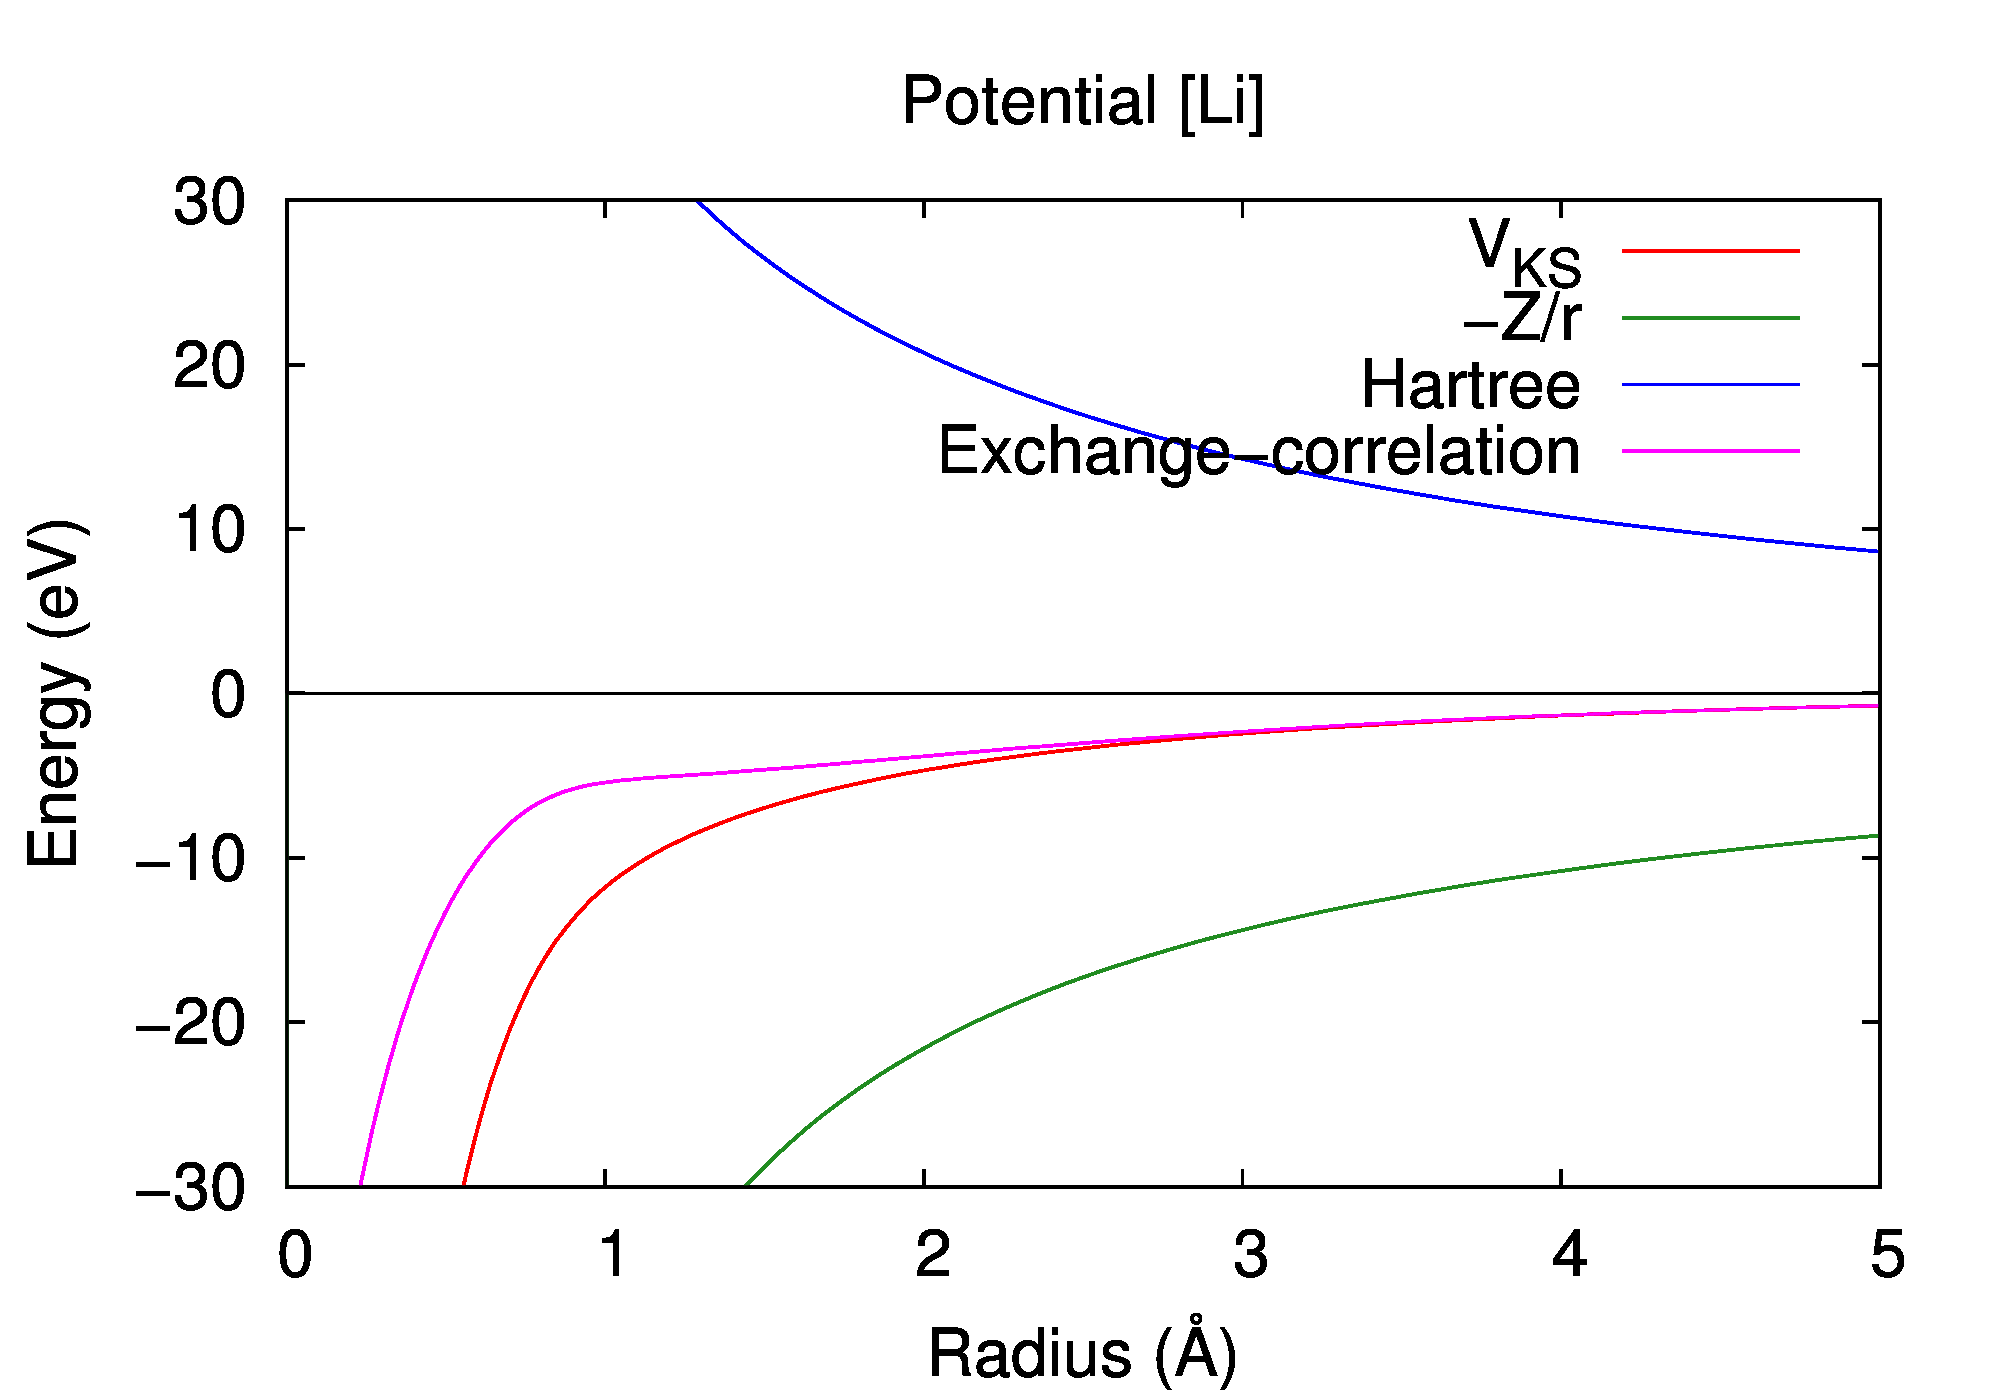 Potential [Li]
V_KS
−Z/r
Hartree
Exchange−correlation
30
20
10
0
−10
−20
−30
Energy (eV)
0 1 2 3 4 5
Radius (Å)